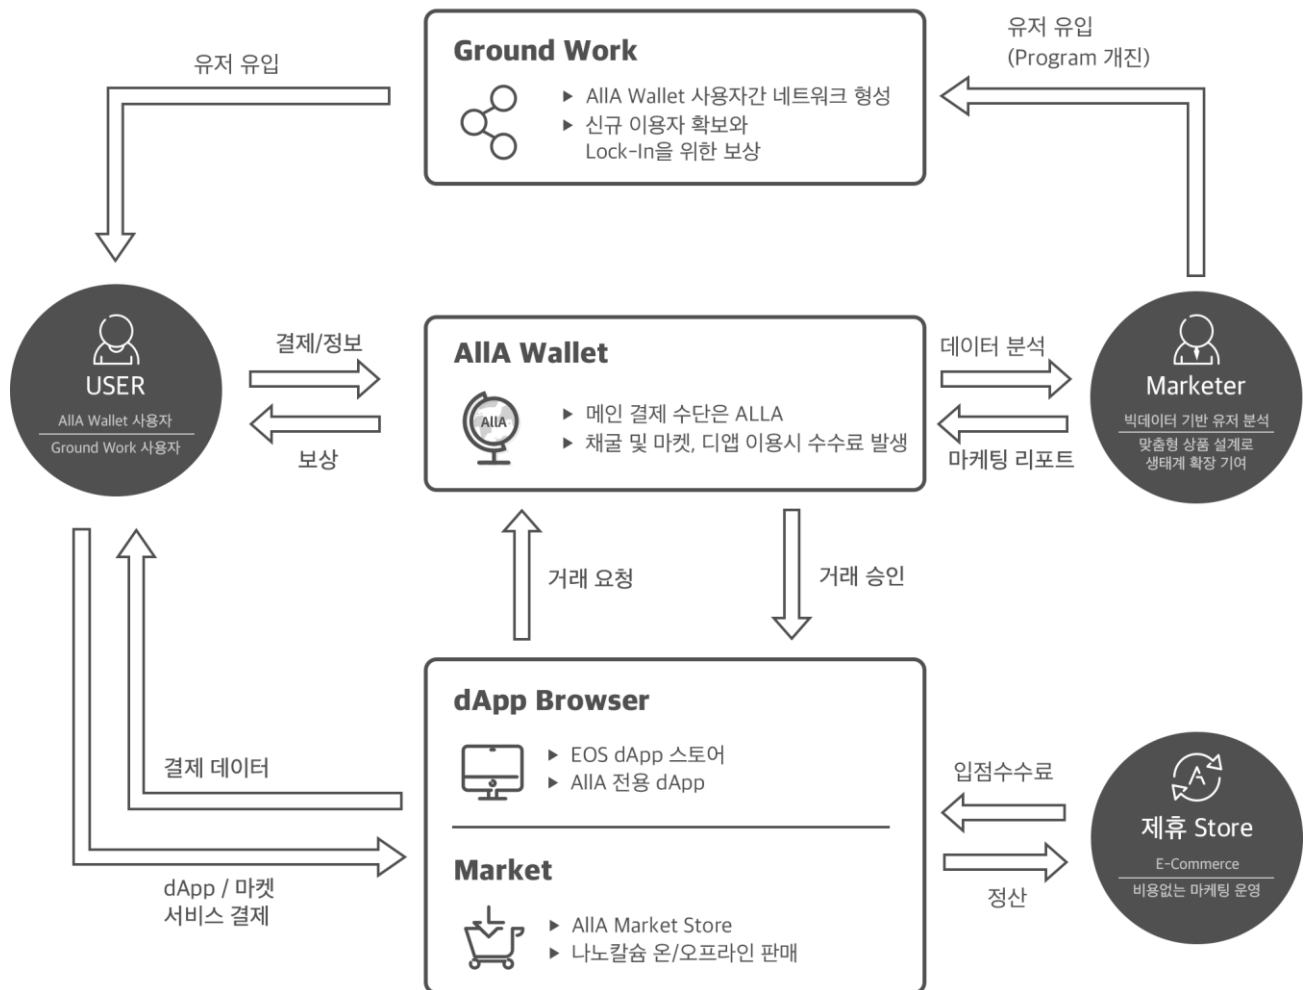 Ground Work
▶ AllA Wallet 사용자간 네트워크 형성
▶ 신규 이용자 확보와
Lock-In을 위한 보상
유저 유입
유저 유입
(Program 개진)
USER
AllA Wallet 사용자
Ground Work 사용자
결제/정보
보상
AllA Wallet
AllA
▶ 메인 결제 수단은 ALLA
▶ 채굴 및 마켓, 디앱 이용시 수수료 발생
데이터 분석
마케팅 리포트
Marketer
빅데이터 기반 유저 분석
맞춤형 상품 설계로
생태계 확장 기여
거래 요청
거래 승인
결제 데이터
dApp / 마켓
서비스 결제
dApp Browser
▶ EOS dApp 스토어
▶ AllA 전용 dApp
Market
▶ AllA Market Store
▶ 나노칼슘 온/오프라인 판매
입점수수료
정산
A
제휴 Store
E-Commerce
비용없는 마케팅 운영